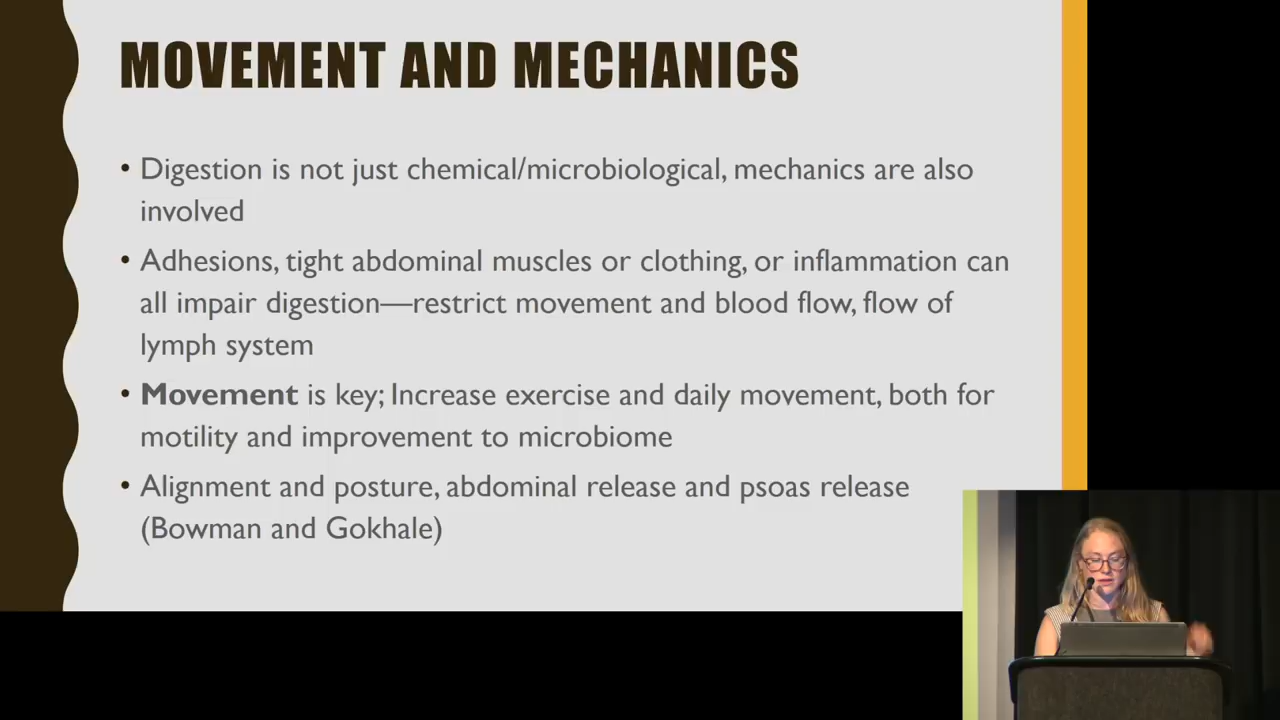 MOVEMENT AND MECHANICS
• Digestion is not just chemical/microbiological, mechanics are also
involved
• Adhesions, tight abdominal muscles or clothing, or inflammation can
all impair digestion—restrict movement and blood flow, flow of
lymph system
• Movement is key; Increase exercise and daily movement, both for
motility and improvement to microbiome
• Alignment and posture, abdominal release and psoas release
(Bowman and Gokhale)